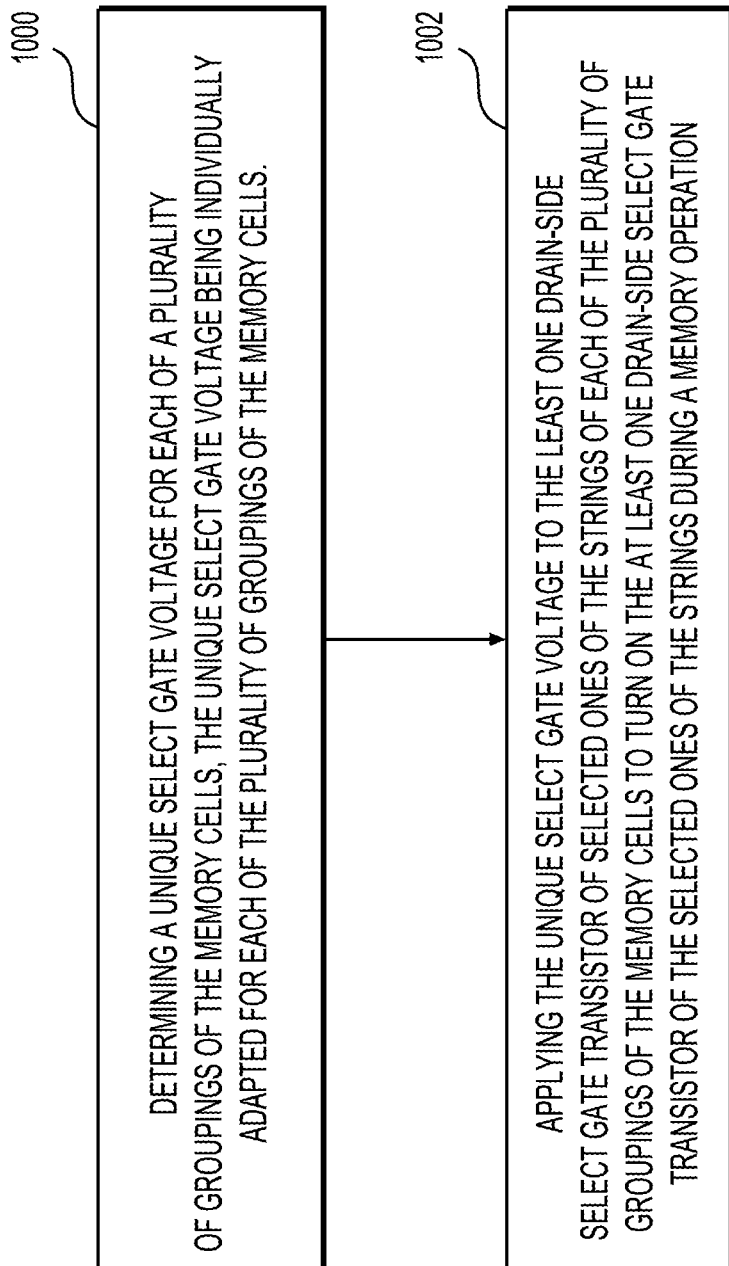 1000
DETERMINING A UNIQUE SELECT GATE VOLTAGE FOR EACH OF A PLURALITY
OF GROUPINGS OF THE MEMORY CELLS, THE UNIQUE SELECT GATE VOLTAGE BEING INDIVIDUALLY
ADAPTED FOR EACH OF THE PLURALITY OF GROUPINGS OF THE MEMORY CELLS.
1002
APPLYING THE UNIQUE SELECT GATE VOLTAGE TO THE LEAST ONE DRAIN-SIDE
SELECT GATE TRANSISTOR OF SELECTED ONES OF THE STRINGS OF EACH OF THE PLURALITY OF
GROUPINGS OF THE MEMORY CELLS TO TURN ON THE AT LEAST ONE DRAIN-SIDE SELECT GATE
TRANSISTOR OF THE SELECTED ONES OF THE STRINGS DURING A MEMORY OPERATION